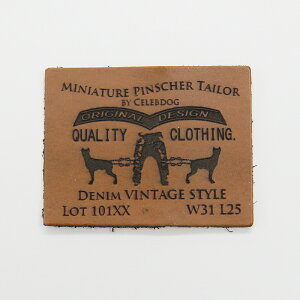 MINIATURE PINSCHER TAILOR
BY CELEBDOG
ORIGINAL DESIGN
QUALITY CLOTHING.
DENIM VINTAGE STYLE
LOT 101XX W31 L25